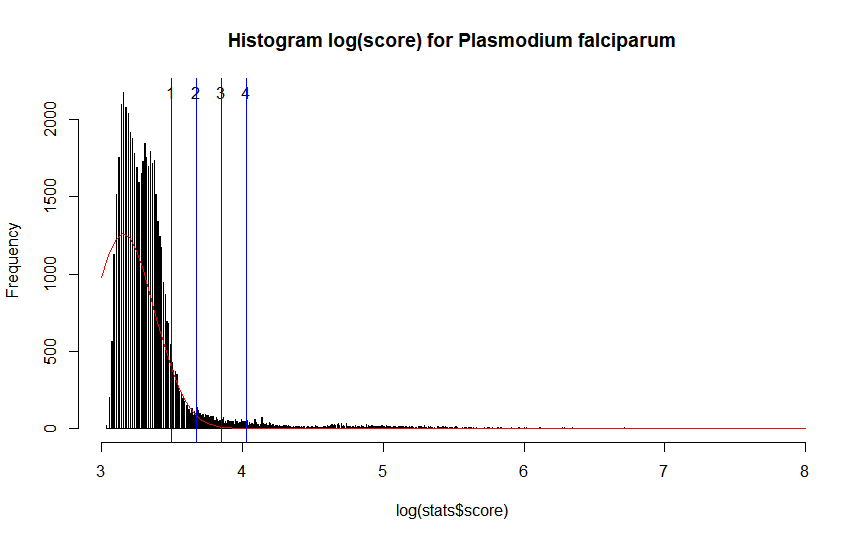 Histogram log(score) for Plasmodium falciparum
1 2 3 4
Frequency
2000
1500
1000
500
0
3 4 5 6 7 8
log(stats$score)